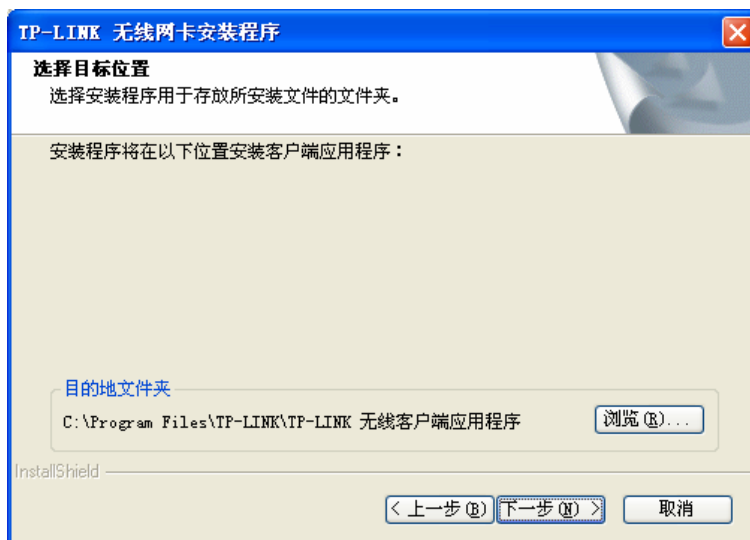 TP-LINK 无线网卡安装程序
选择目标位置
选择安装程序用于存放所安装文件的文件夹。
安装程序将在以下位置安装客户端应用程序：
目的地文件夹
C:\Program Files\TP-LINK\TP-LINK 无线客户端应用程序
浏览(R)...
InstallShield
< 上一步(B)
下一步(N) >
取消